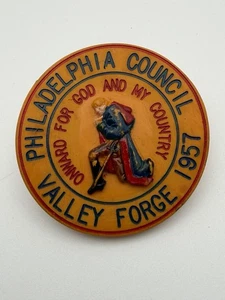 PHILADELPHIA COUNCIL
ONWARD FOR GOD AND MY COUNTRY
VALLEY FORGE 1957